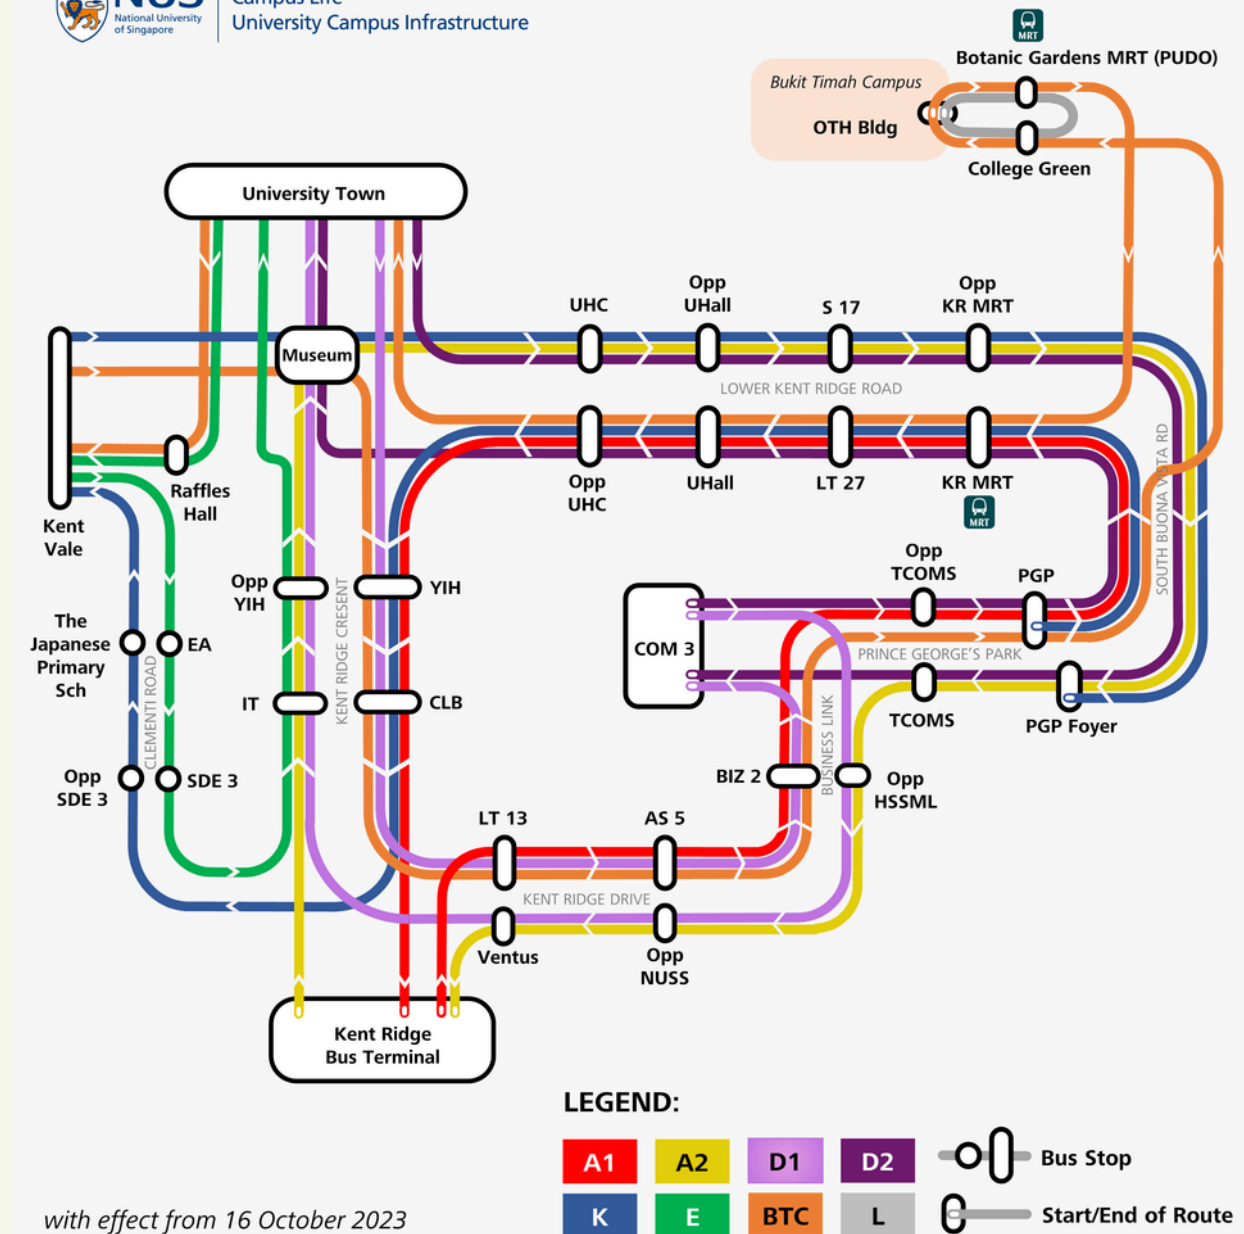 NUS
National University
of Singapore
Campus Life
University Campus Infrastructure
MRT
Botanic Gardens MRT (PUDO)
Bukit Timah Campus
OTH Bldg
College Green
University Town
Opp
UHall
Opp
KR MRT
UHC
S 17
Museum
LOWER KENT RIDGE ROAD
Raffles
Hall
Kent
Vale
Opp
UHC
UHall
LT 27
KR MRT
MRT
SOUTH BUONA VISTA RD
Opp
TCOMS
PGP
Opp
YIH
KENT RIDGE CRESENT
YIH
The
Japanese
Primary
Sch
EA
CLEMENTI ROAD
COM 3
PRINCE GEORGE'S PARK
IT
CLB
TCOMS
PGP Foyer
BUSINESS LINK
Opp
SDE 3
SDE 3
BIZ 2
Opp
HSSML
LT 13
AS 5
KENT RIDGE DRIVE
Ventus
Opp
NUSS
Kent Ridge
Bus Terminal
LEGEND:
A1
A2
D1
D2
Bus Stop
K
E
BTC
L
Start/End of Route
with effect from 16 October 2023